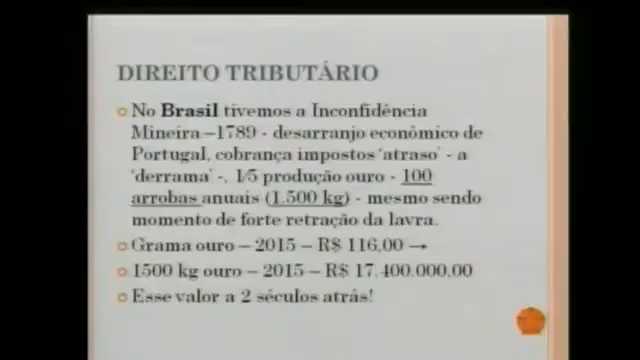 DIREITO TRIBUTÁRIO
No Brasil tivemos a Inconfidência
Mineira –1789 - desarranjo econômico de
Portugal, cobrança impostos 'atraso' - a
'derrama' -, 1/5 produção ouro - 100
arrobas anuais (1.500 kg) - mesmo sendo
momento de forte retração da lavra.
Grama ouro – 2015 – R$ 116,00 →
1500 kg ouro – 2015 – R$ 17.400.000,00
Esse valor a 2 séculos atrás!